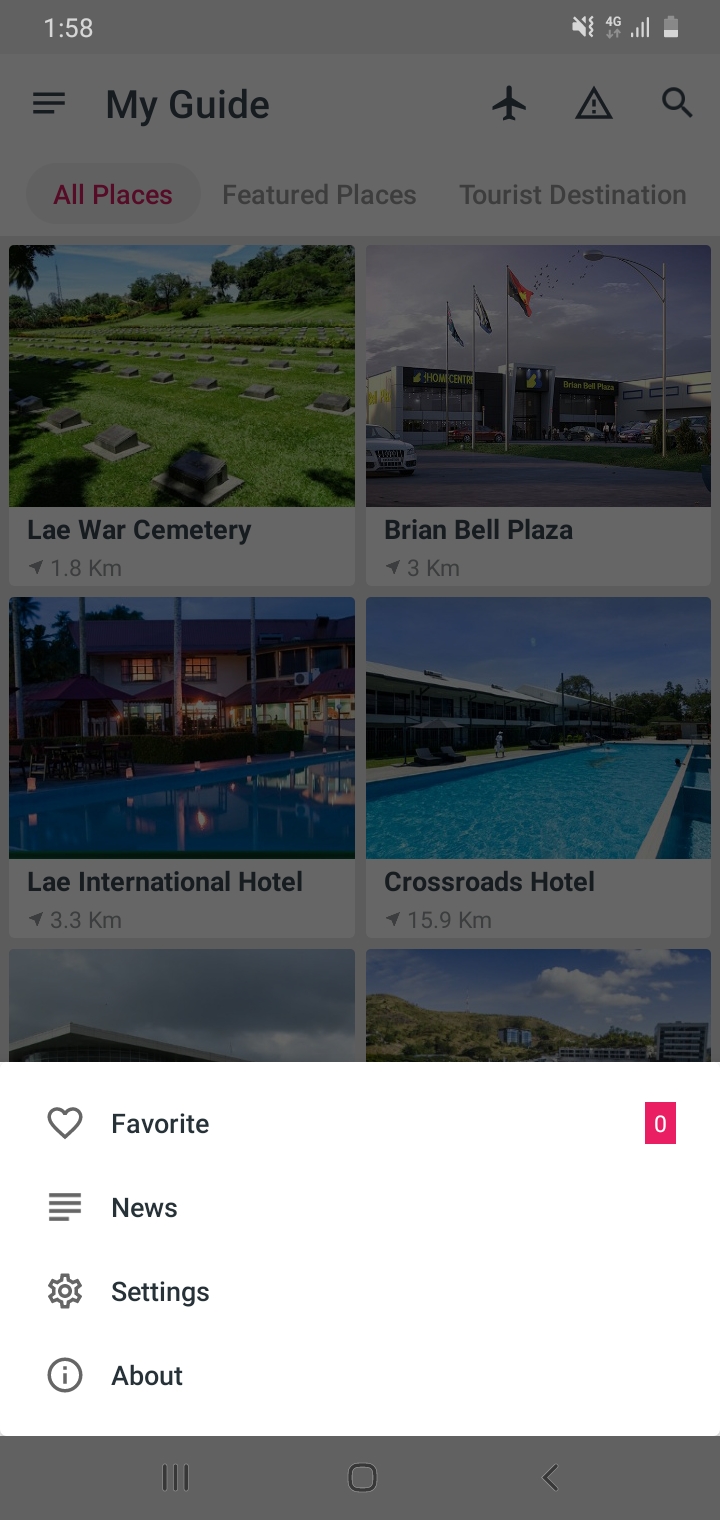 1:58
4G
My Guide
All Places
Featured Places
Tourist Destination
HOMECENTRE
Brian Bell Plaza
Lae War Cemetery
Brian Bell Plaza
1.8 Km
3 Km
Lae International Hotel
Crossroads Hotel
3.3 Km
15.9 Km
Favorite
0
News
Settings
About